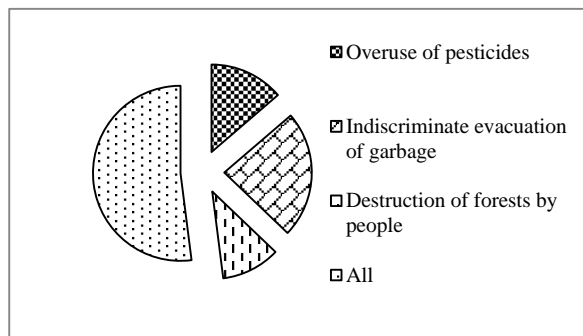 Overuse of pesticides
Indiscriminate evacuation
of garbage
Destruction of forests by
people
All